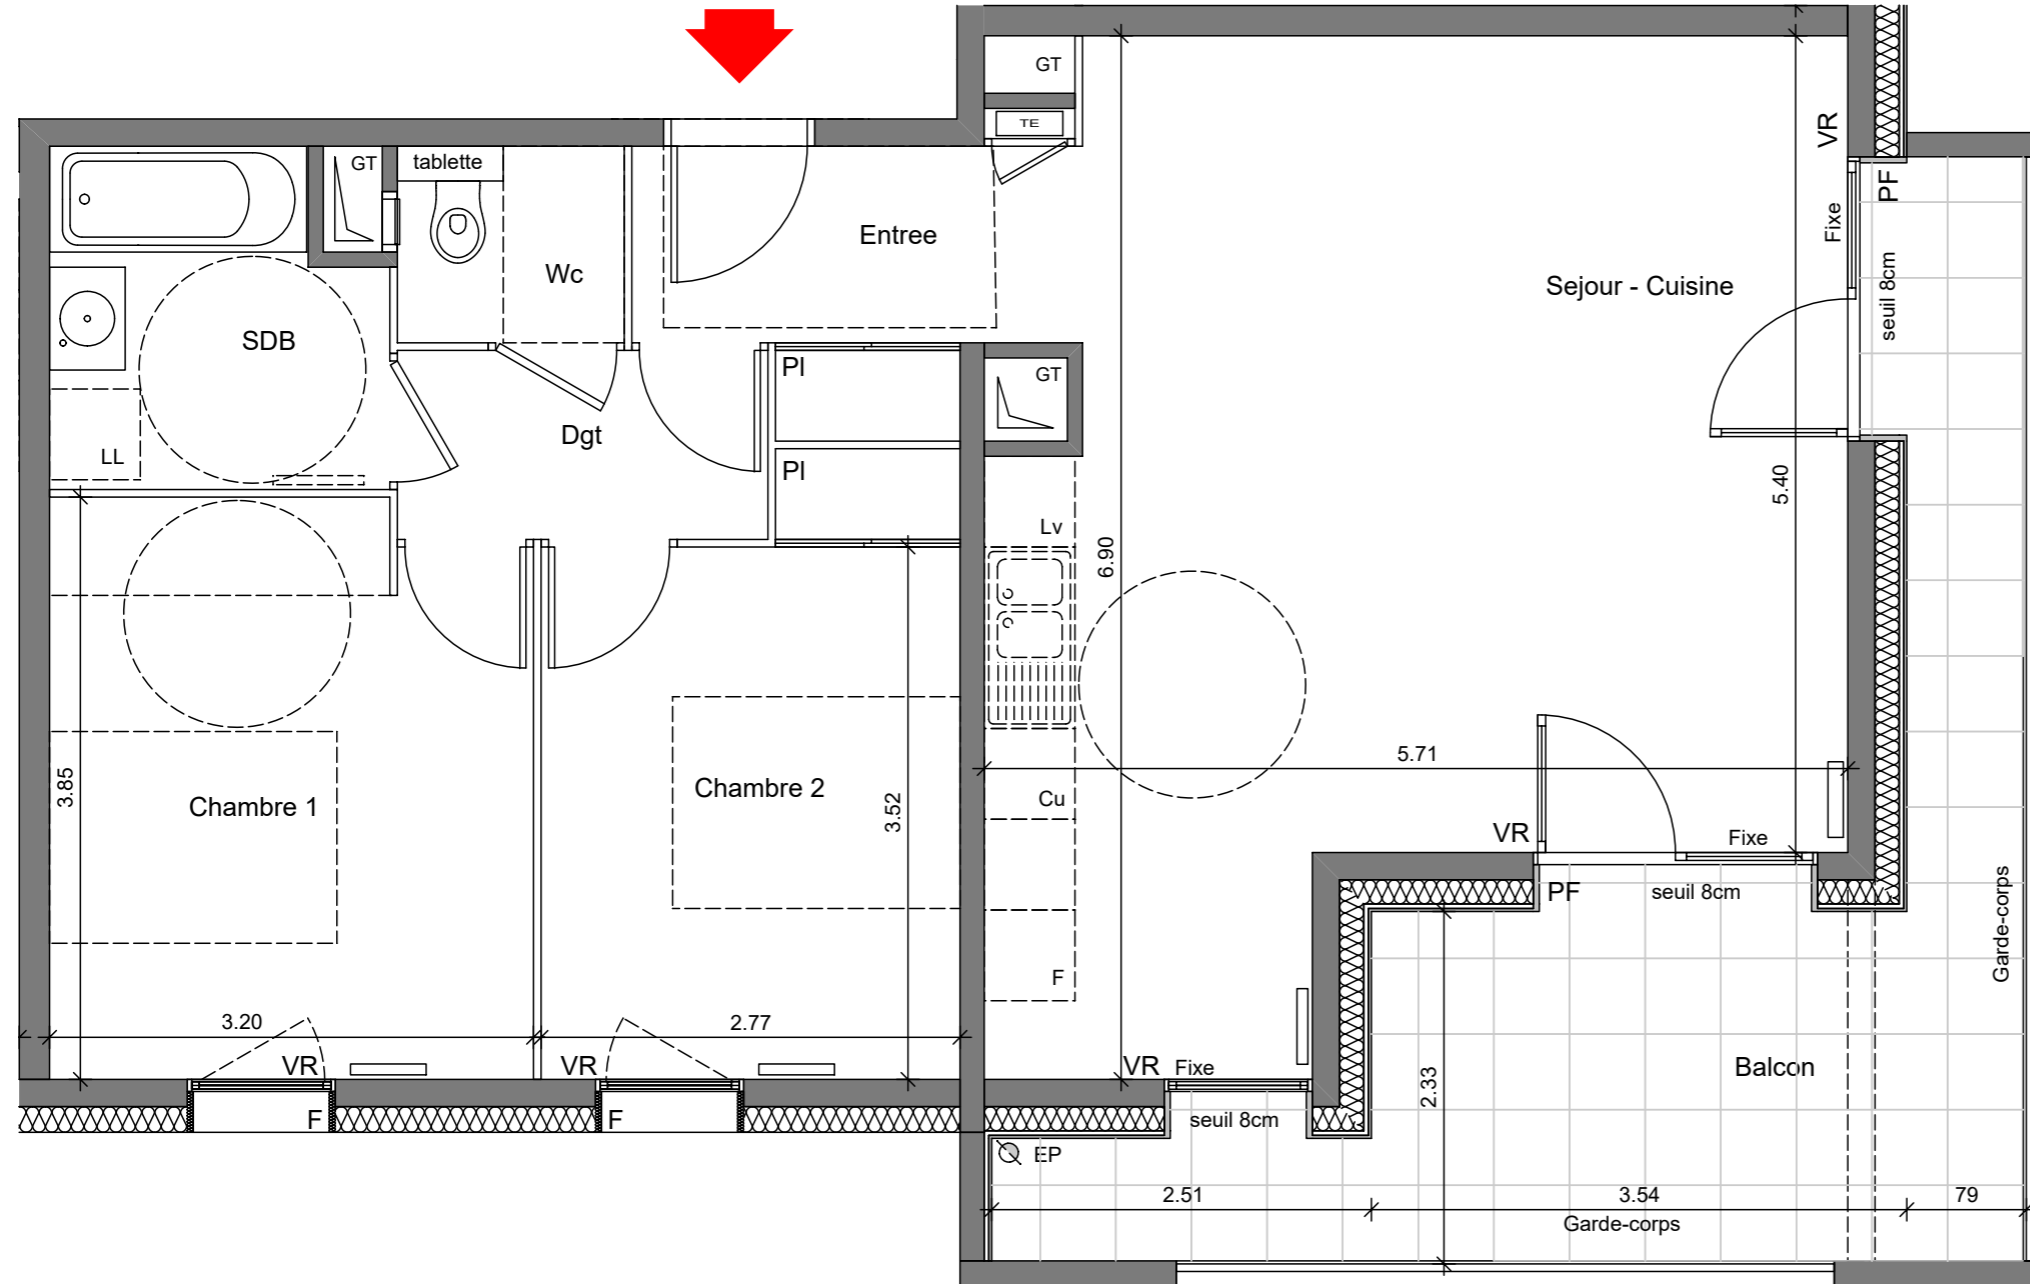 GT
TE
VR
GT
tablette
PF
Fixe
Entree
Wc
Sejour - Cuisine
seuil 8cm
SDB
Pl
GT
Dgt
LL
Pl
5.40
Lv
6.90
5.71
3.85
Chambre 1
Chambre 2
3.52
Cu
VR
Fixe
PF
seuil 8cm
Garde-corps
F
3.20
2.77
VR
VR
VR
Fixe
Balcon
2.33
F
F
seuil 8cm
EP
2.51
3.54
79
Garde-corps